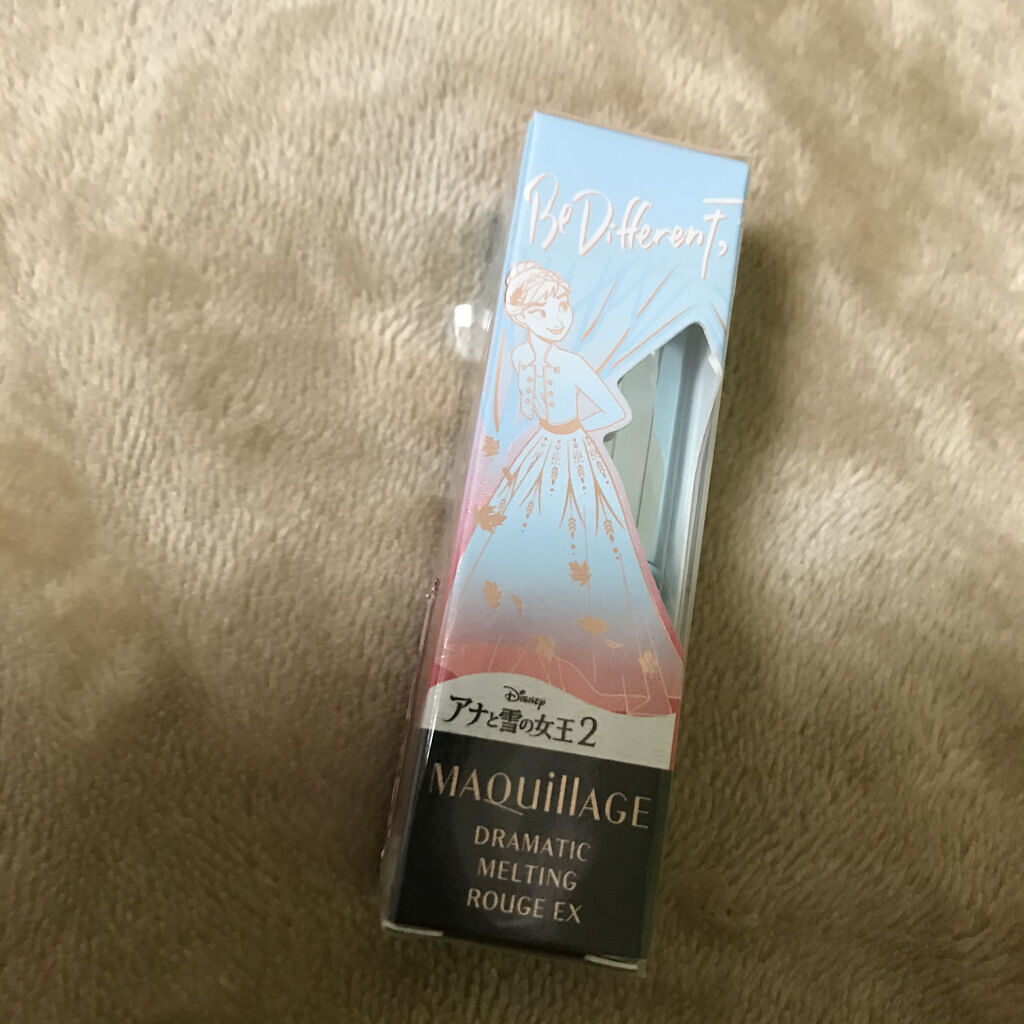 Be Different,
Disney
アナと雪の女王2
MAQuillAGE
DRAMATIC
MELTING
ROUGE EX